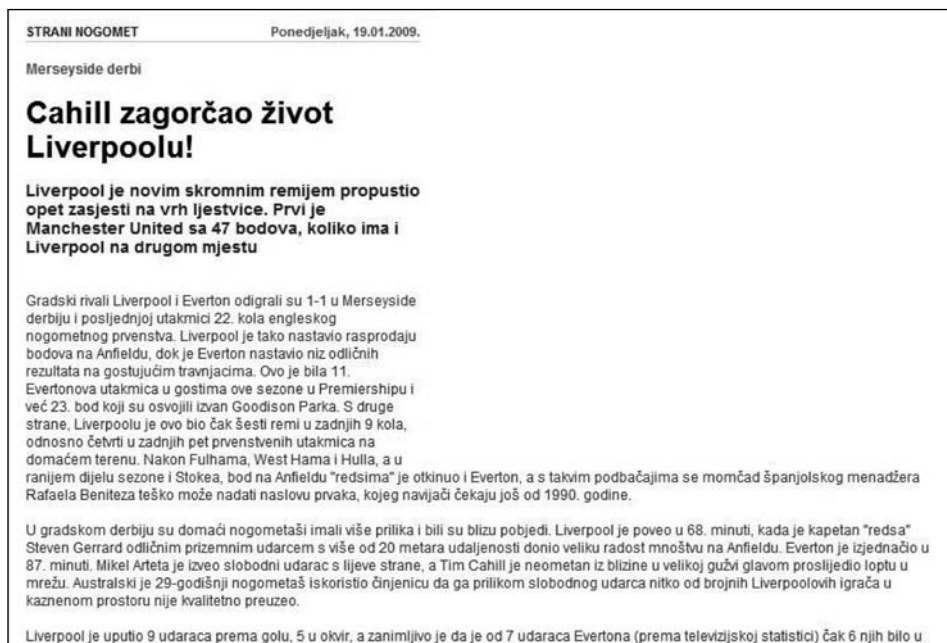 STRANI NOGOMET Ponedjeljak, 19.01.2009.
Merseyside derbi
Cahill zagorčao život
Liverpoolu!
Liverpool je novim skromnim remijem propustio
opet zasjesti na vrh ljestvice. Prvi je
Manchester United sa 47 bodova, koliko ima i
Liverpool na drugom mjestu
Gradski rivali Liverpool i Everton odigrali su 1-1 u Merseyside
derbiju i posljednjoj utakmici 22. kola engleskog
nogometnog prvenstva. Liverpool je tako nastavio rasprodaju
bodova na Anfieldu, dok je Everton nastavio niz odličnih
rezultata na gostujućim travnjacima. Ovo je bila 11.
Evertonova utakmica u gostima ove sezone u Premiershipu i
već 23. bod koji su osvojili izvan Goodison Parka. S druge
strane, Liverpoolu je ovo bio čak šesti remi u zadnjih 9 kola,
odnosno četvrti u zadnjih pet prvenstvenih utakmica na
domaćem terenu. Nakon Fulhama, West Hama i Hulla, a u
ranijem dijelu sezone i Stokea, bod na Anfieldu "redsima" je otkinuo i Everton, a s takvim podbačajima se momčad španjolskog menadžera
Rafaela Beniteza teško može nadati naslovu prvaka, kojeg navijači čekaju još od 1990. godine.
U gradskom derbiju su domaći nogometaši imali više prilika i bili su blizu pobjedi. Liverpool je poveo u 68. minuti, kada je kapetan "redsa"
Steven Gerrard odličnim prizemnim udarcem s više od 20 metara udaljenosti donio veliku radost mnoštvu na Anfieldu. Everton je izjednačio u
87. minuti. Mikel Arteta je izveo slobodni udarac s lijeve strane, a Tim Cahill je neometan iz blizine u velikoj gužvi glavom proslijedio loptu u
mrežu. Australski je 29-godišnji nogometaš iskoristio činjenicu da ga prilikom slobodnog udarca nitko od brojnih Liverpoolovih igrača u
kaznenom prostoru nije kvalitetno preuzeo.
Liverpool je uputio 9 udaraca prema golu, 5 u okvir, a zanimljivo je da je od 7 udaraca Evertona (prema televizijskoj statistici) čak 6 njih bilo u